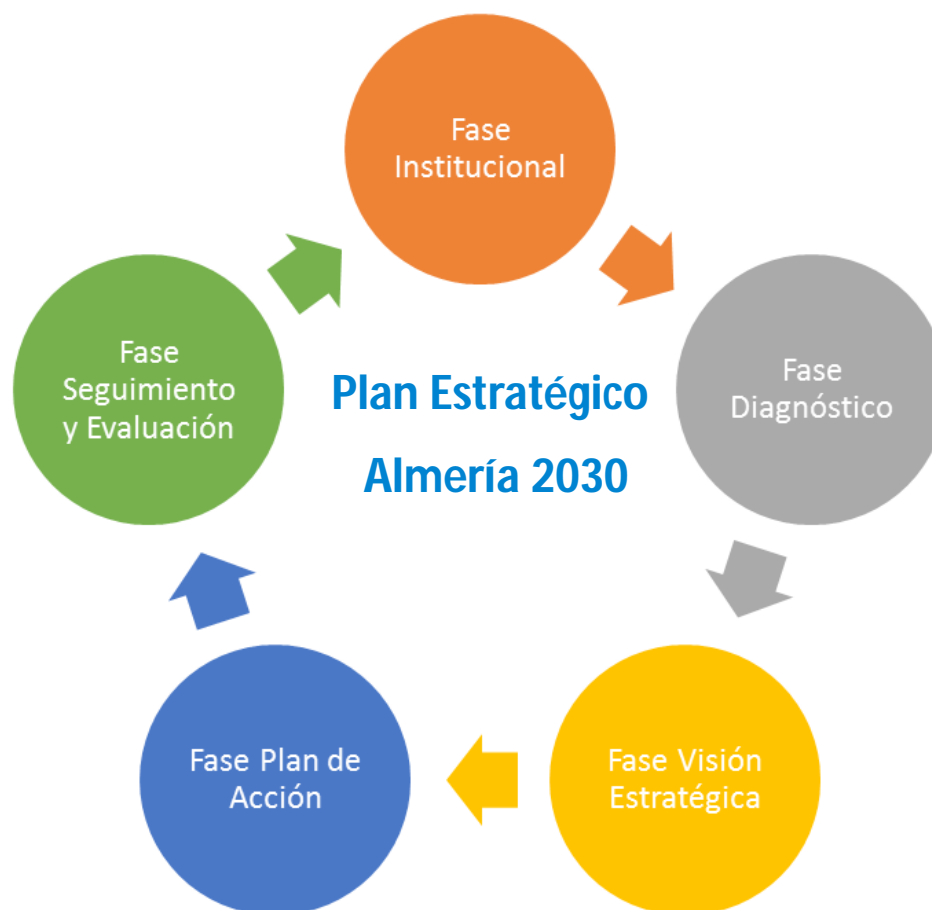 Fase
Institucional
Fase
Diagnóstico
Fase Visión
Estratégica
Fase Plan de
Acción
Fase
Seguimiento
y Evaluación
Plan Estratégico
Almería 2030